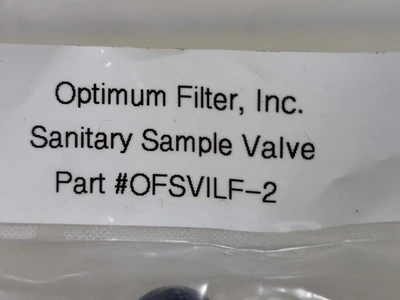 Optimum Filter, Inc.
Sanitary Sample Valve
Part #OFSVILF-2